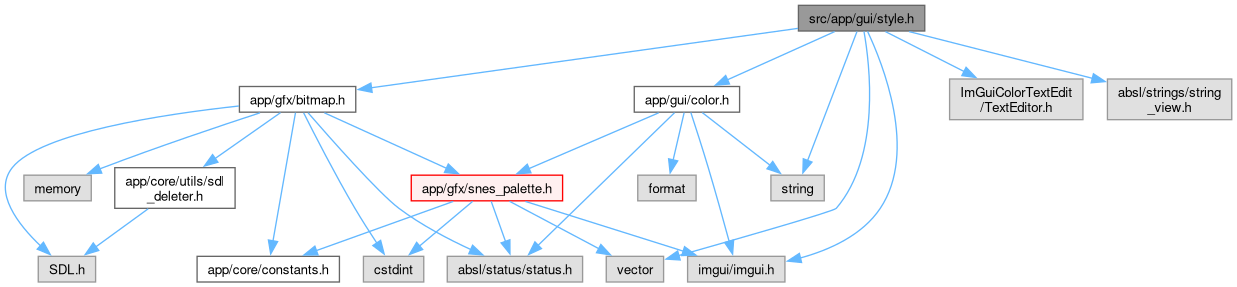 src/app/gui/style.h
app/gfx/bitmap.h
app/gui/color.h
ImGuiColorTextEdit
/TextEditor.h
absl/strings/string
_view.h
memory
app/core/utils/sdl
_deleter.h
app/gfx/snes_palette.h
format
string
SDL.h
app/core/constants.h
cstdint
absl/status/status.h
vector
imgui/imgui.h